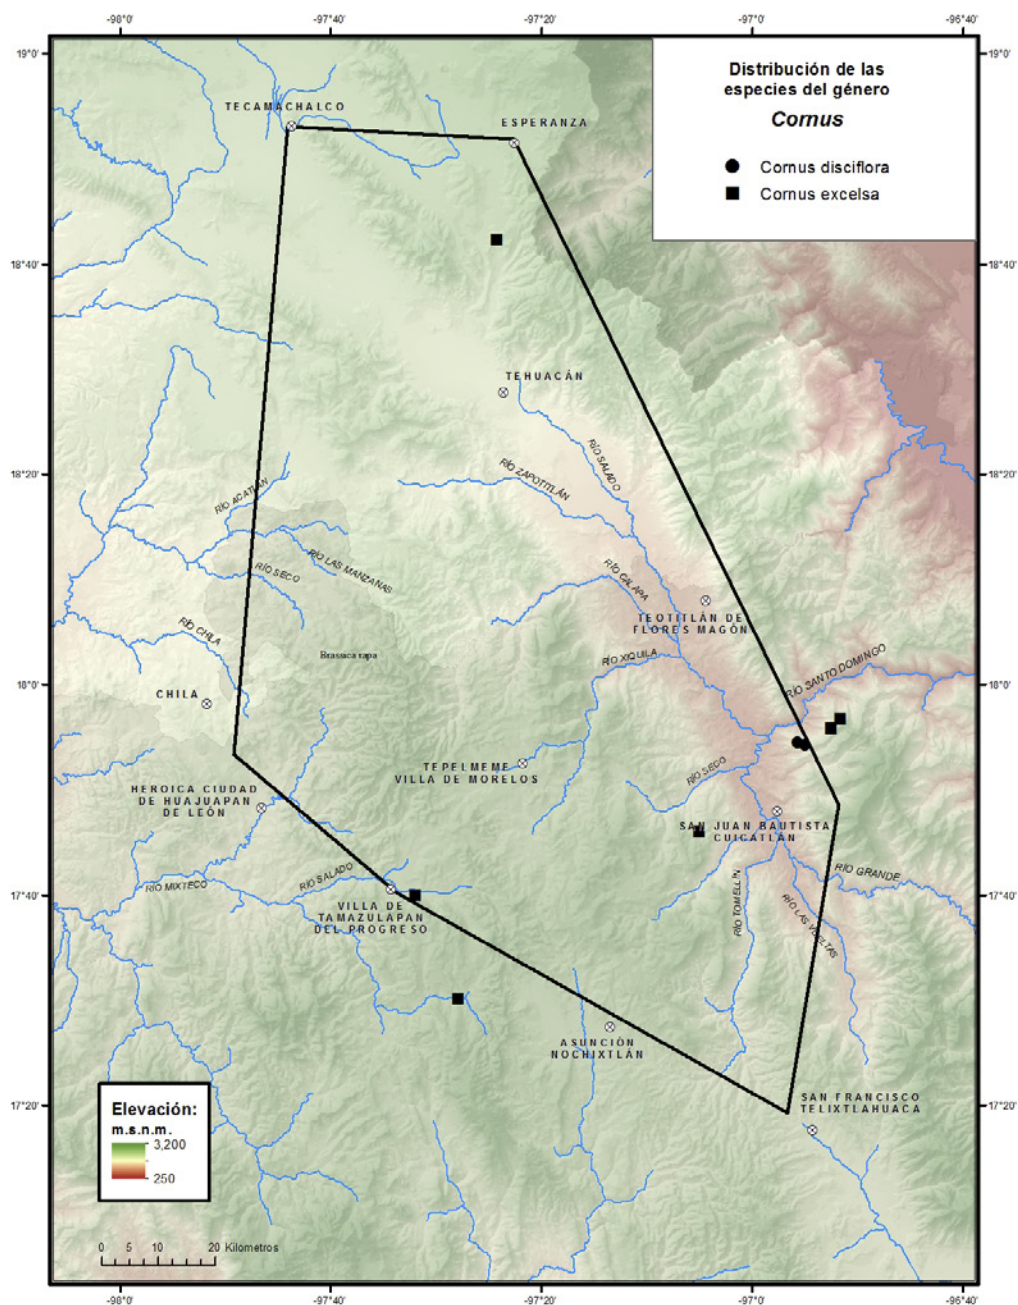 -98°0'
-97°40'
-97°20'
-97°0'
-96°40'
19°0'
19°0'
Distribución de las
especies del género
Cornus
Cornus disciflora
Cornus excelsa
TECAMACHALCO
ESPERANZA
18°40'
18°40'
TEHUACÁN
RÍO SALADO
RÍO ZAPOTITLÁN
18°20'
18°20'
RÍO ACATLÁN
RÍO LAS MANZANAS
RÍO SECO
RÍO CALAPA
TEOTITLÁN DE
FLORES MAGÓN
RÍO CHILA
Brassica rapa
RÍO XIQUILA
RÍO SANTO DOMINGO
18°0'
18°0'
CHILA
TEPELMEME
VILLA DE MORELOS
RÍO SECO
HEROICA CIUDAD
DE HUAJUAPAN
DE LEÓN
SAN JUAN BAUTISTA
CUICATLÁN
RÍO MIXTECO
RÍO SALADO
RÍO GRANDE
17°40'
17°40'
VILLA DE
TAMAZULAPAN
DEL PROGRESO
RÍO TOMELLÍN
RÍO LAS VUELTAS
ASUNCIÓN
NOCHIXTLÁN
17°20'
17°20'
SAN FRANCISCO
TELIXTLAHUACA
Elevación:
m.s.n.m.
3,200
250
0 5 10 20 Kilometros
-98°0'
-97°40'
-97°20'
-97°0'
-96°40'